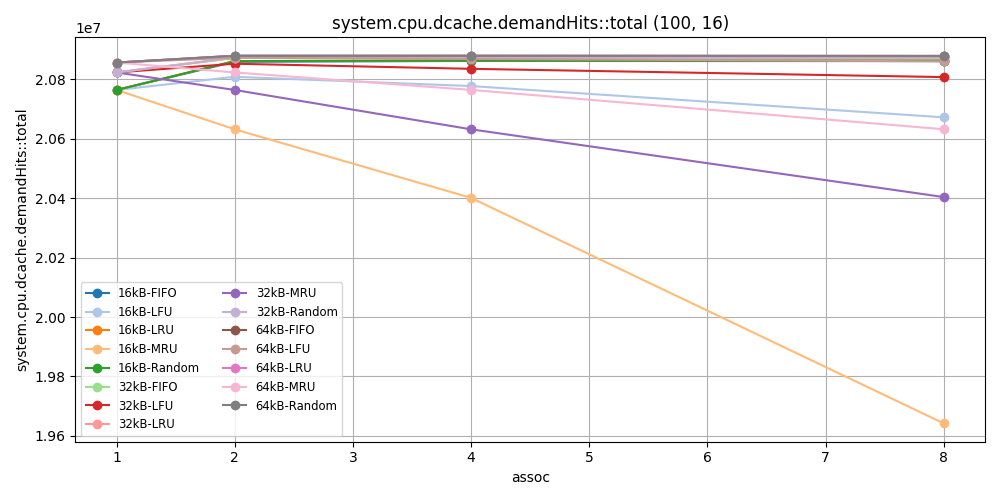 system.cpu.dcache.demandHits::total (100, 16)
1e7
system.cpu.dcache.demandHits::total
2.08
2.06
2.04
2.02
2.00
1.98
1.96
16kB-FIFO
16kB-LFU
16kB-LRU
16kB-MRU
16kB-Random
32kB-FIFO
32kB-LFU
32kB-LRU
32kB-MRU
32kB-Random
64kB-FIFO
64kB-LFU
64kB-LRU
64kB-MRU
64kB-Random
1 2 3 4 5 6 7 8
assoc